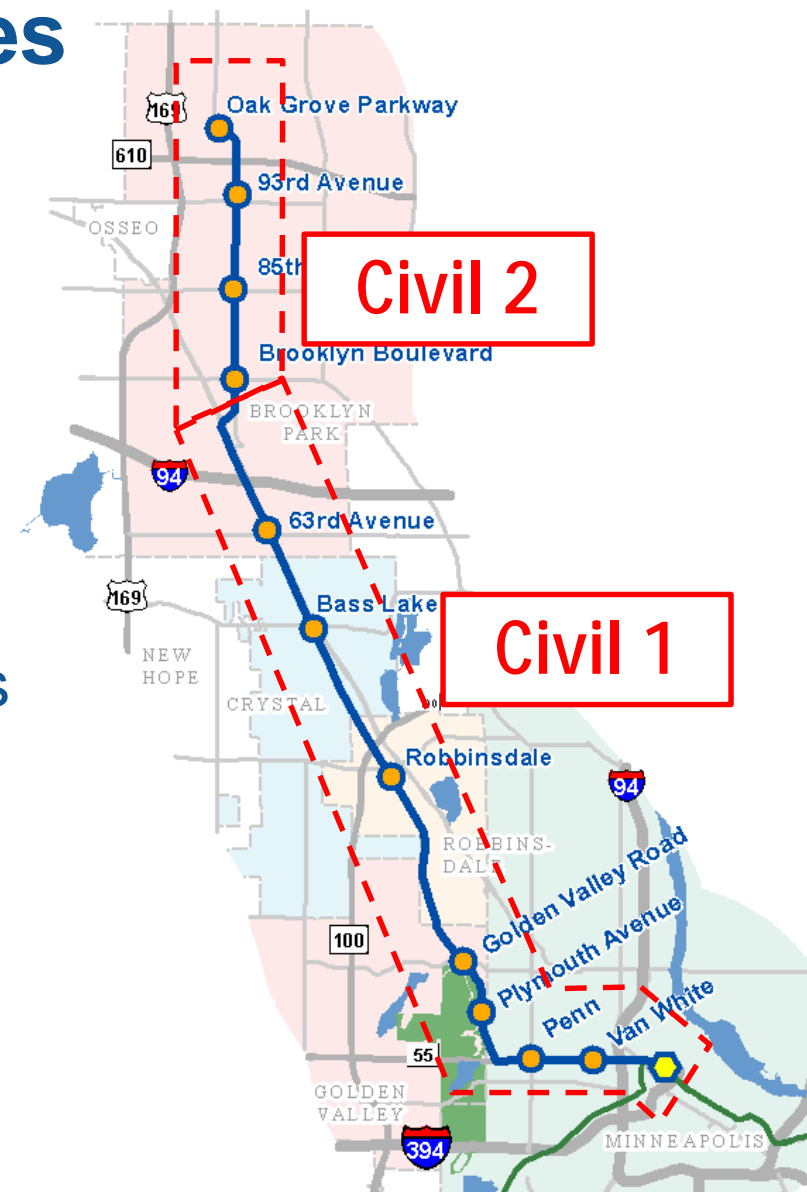 es
169
Oak Grove Parkway
610
93rd Avenue
OSSEO
85th
Civil 2
Brooklyn Boulevard
BROOKLYN
PARK
94
63rd Avenue
169
Bass Lake
Civil 1
NEW
HOPE
s
CRYSTAL
Robbinsdale
94
ROBBINS-
DALE
Golden Valley Road
100
Plymouth Avenue
Penn
Van White
55
GOLDEN
VALLEY
394
MINNEAPOLIS